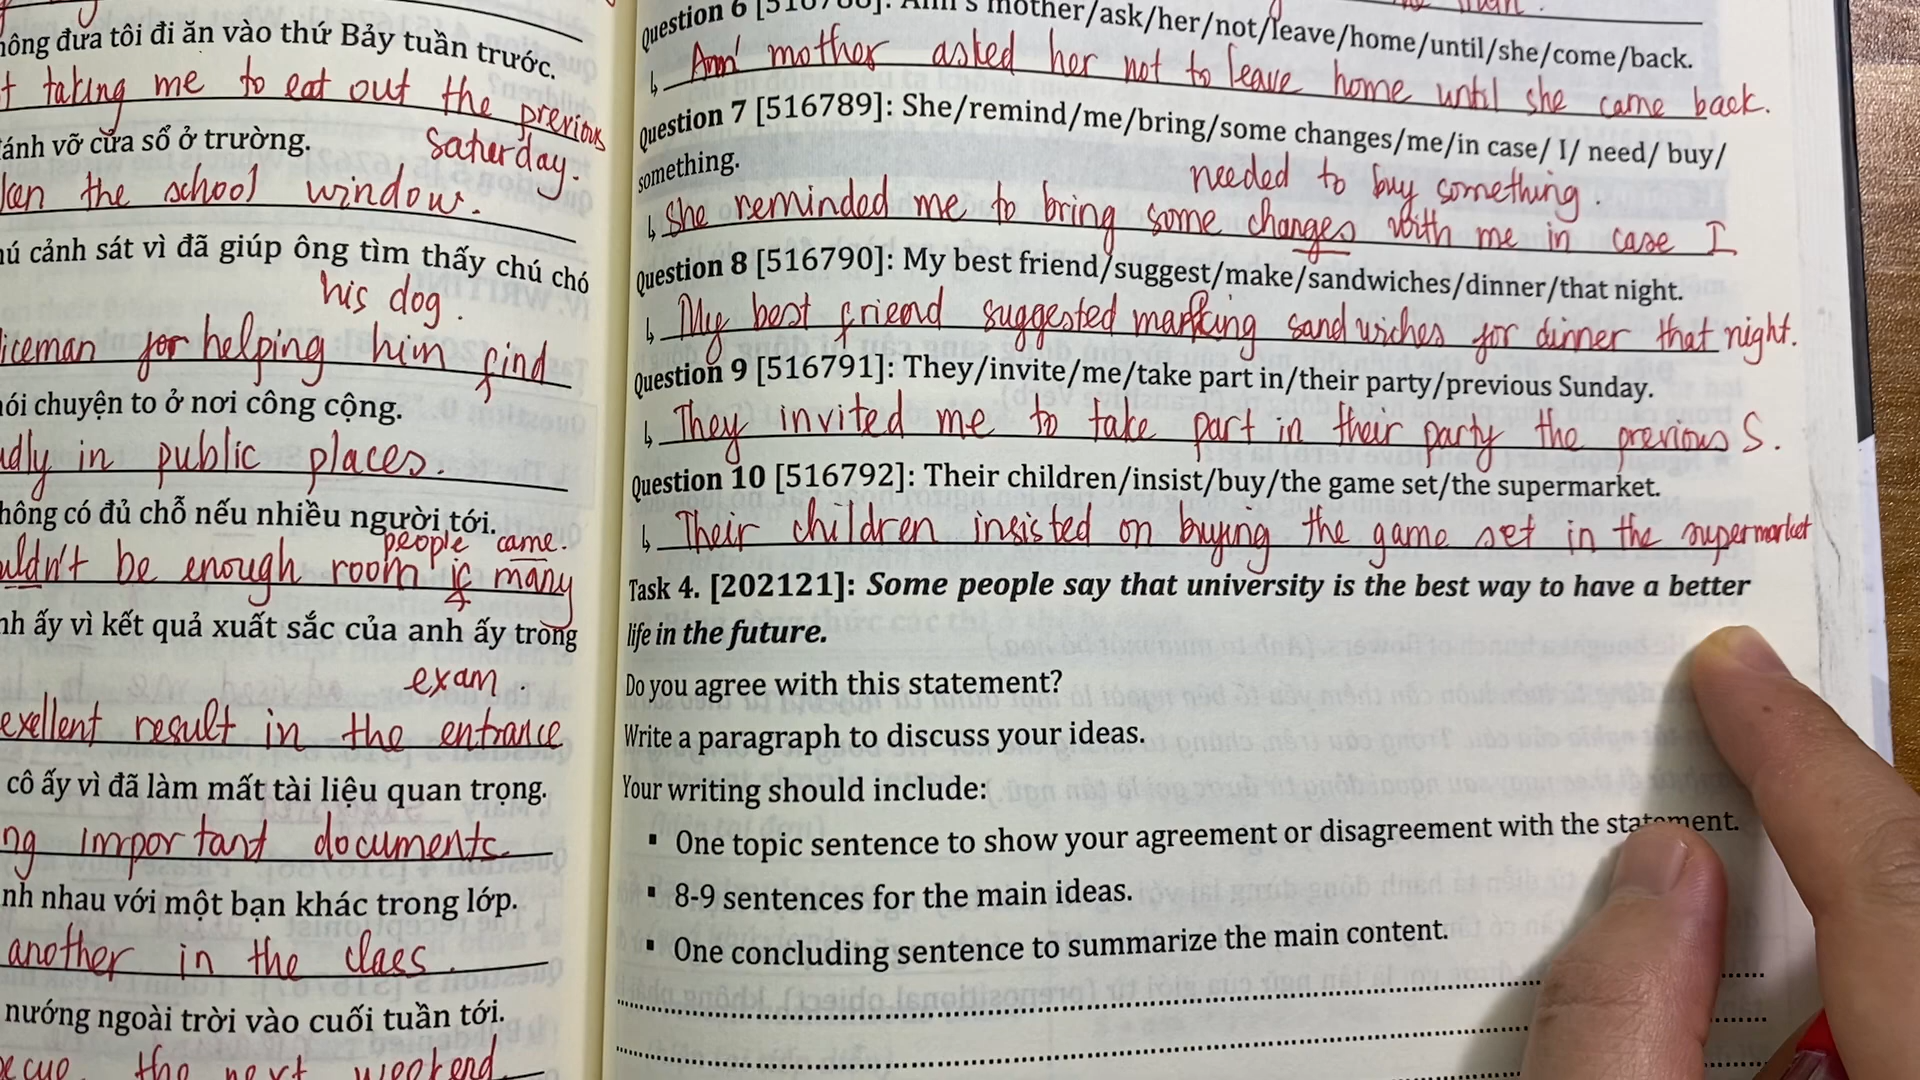 hông đưa tôi đi ăn vào thứ Bảy tuần trước.
t taking me to eat out the previous
Saturday.
ánh vỡ cửa sổ ở trường.
ken the school window.
hú cảnh sát vì đã giúp ông tìm thấy chú chó
his dog.
liceman for helping him find
nói chuyện to ở nơi công cộng.
udly in public places.
không có đủ chỗ nếu nhiều người tới.
people came.
uldn't be enough room if many
nh ấy vì kết quả xuất sắc của anh ấy trong
exam.
exellent result in the entrance
cô ấy vì đã làm mất tài liệu quan trọng.
ng important documents.
nh nhau với một bạn khác trong lớp.
another in the class.
nướng ngoài trời vào cuối tuần tới.
becue the next weekend
Question 6 [516788]: Ann's mother/ask/her/not/leave/home/until/she/come/back.
Ann' mother asked her not to leave home until she came back.
Question 7 [516789]: She/remind/me/bring/some changes/me/in case/ I/ need/ buy/
something.
needed to buy something.
She reminded me to bring some changes with me in case I
Question 8 [516790]: My best friend/suggest/make/sandwiches/dinner/that night.
My best friend suggested making sandwiches for dinner that night.
Question 9 [516791]: They/invite/me/take part in/their party/previous Sunday.
They invited me to take part in their party the previous S.
Question 10 [516792]: Their children/insist/buy/the game set/the supermarket.
Their children insisted on buying the game set in the supermarket
Task 4. [202121]: Some people say that university is the best way to have a better
life in the future.
Do you agree with this statement?
Write a paragraph to discuss your ideas.
Your writing should include:
▪ One topic sentence to show your agreement or disagreement with the statement.
▪ 8-9 sentences for the main ideas.
▪ One concluding sentence to summarize the main content.